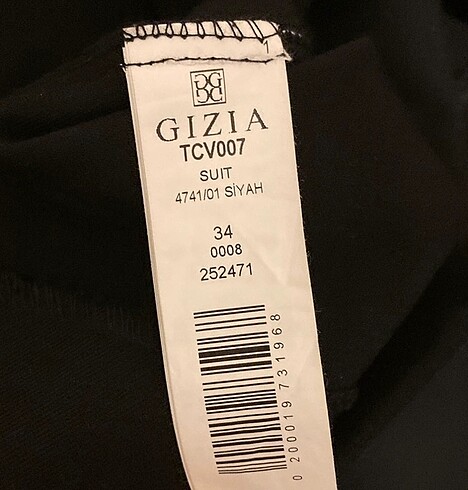 GIZIA
TCV007
SUIT
4741/01 SİYAH
34
0008
252471
0 200019 731968